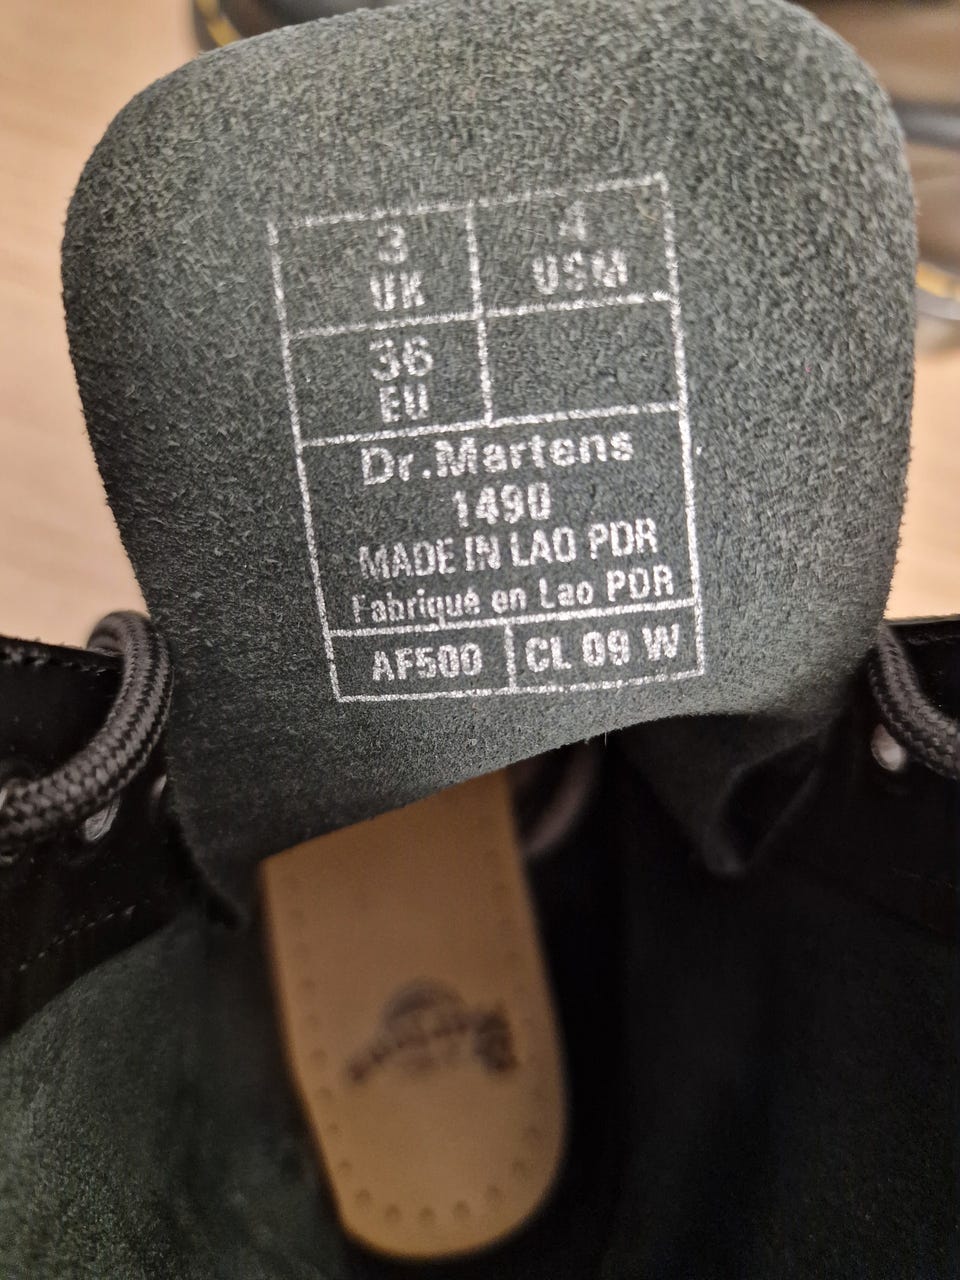 3 4
UK USM
36
EU
Dr.Martens
1490
MADE IN LAO PDR
Fabriqué en Lao PDR
AF500 CL 09 W